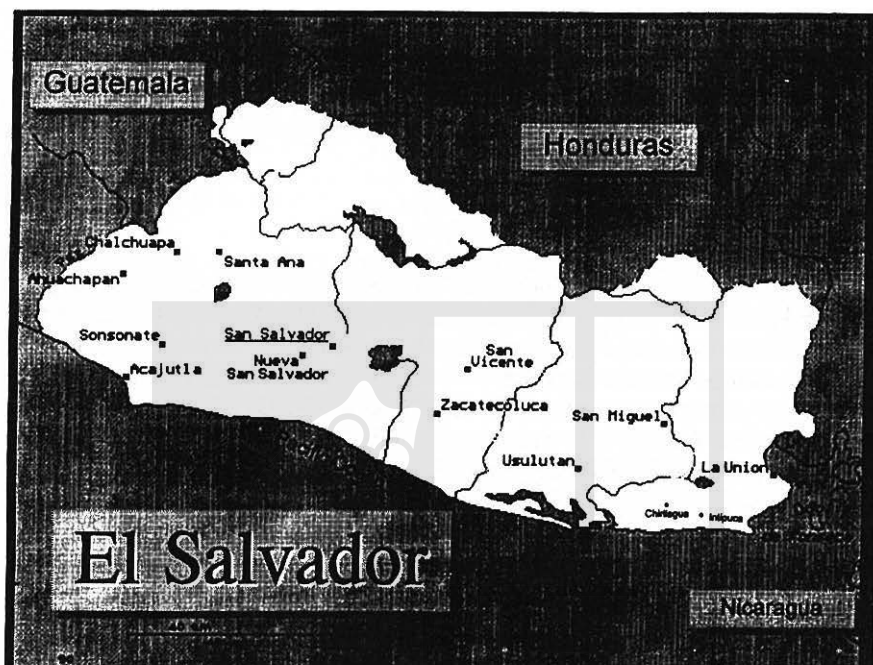 Guatemala
Honduras
Chalchuapa
Santa Ana
Ahuachapan
Sonsonate
San Salvador
Nueva
San Salvador
Acajutla
San
Vicente
Zacatecoluca
San Miguel
Usulutan
La Union
Chirilagua
Intipuca
El Salvador
Nicaragua